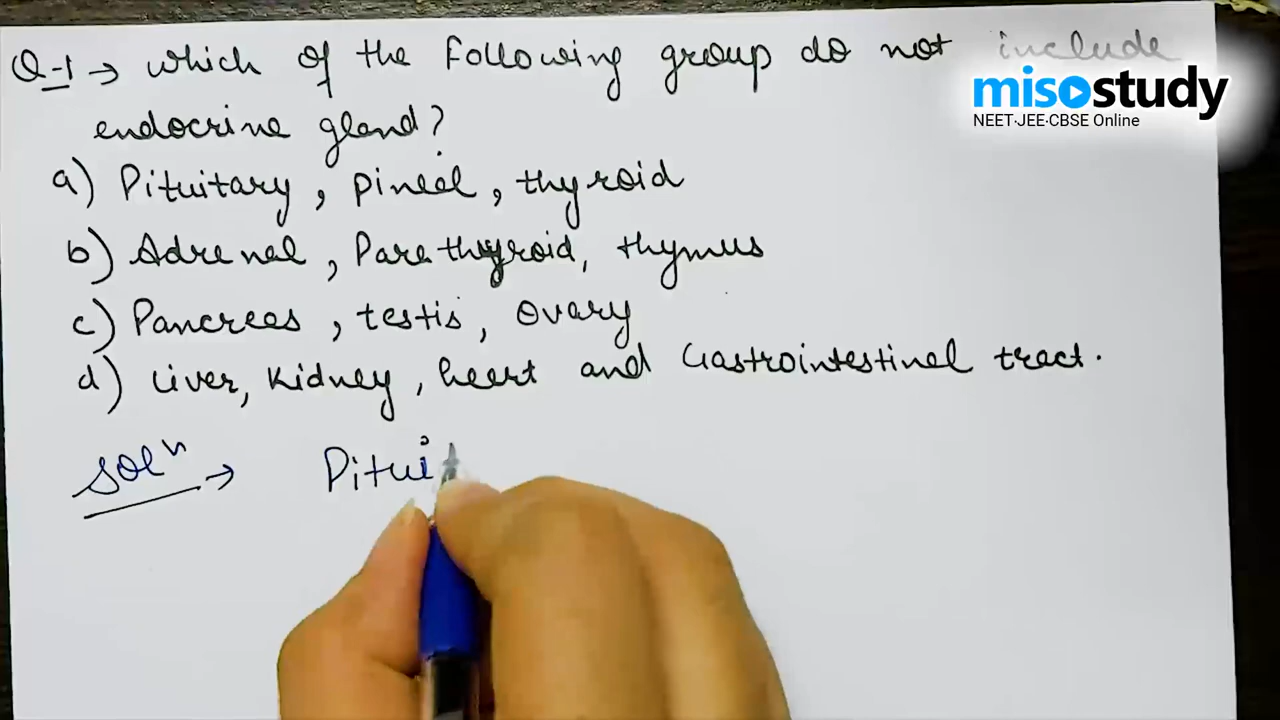 Q-1 → which of the following group do not include
misostudy
NEET·JEE·CBSE Online
endocrine gland?
a) Pituitary, pineal, thyroid
b) Adrenal, Parathyroid, thymus
c) Pancreas, testis, ovary
d) Liver, Kidney, heart and Gastrointestinal tract.
Solⁿ → Pitui